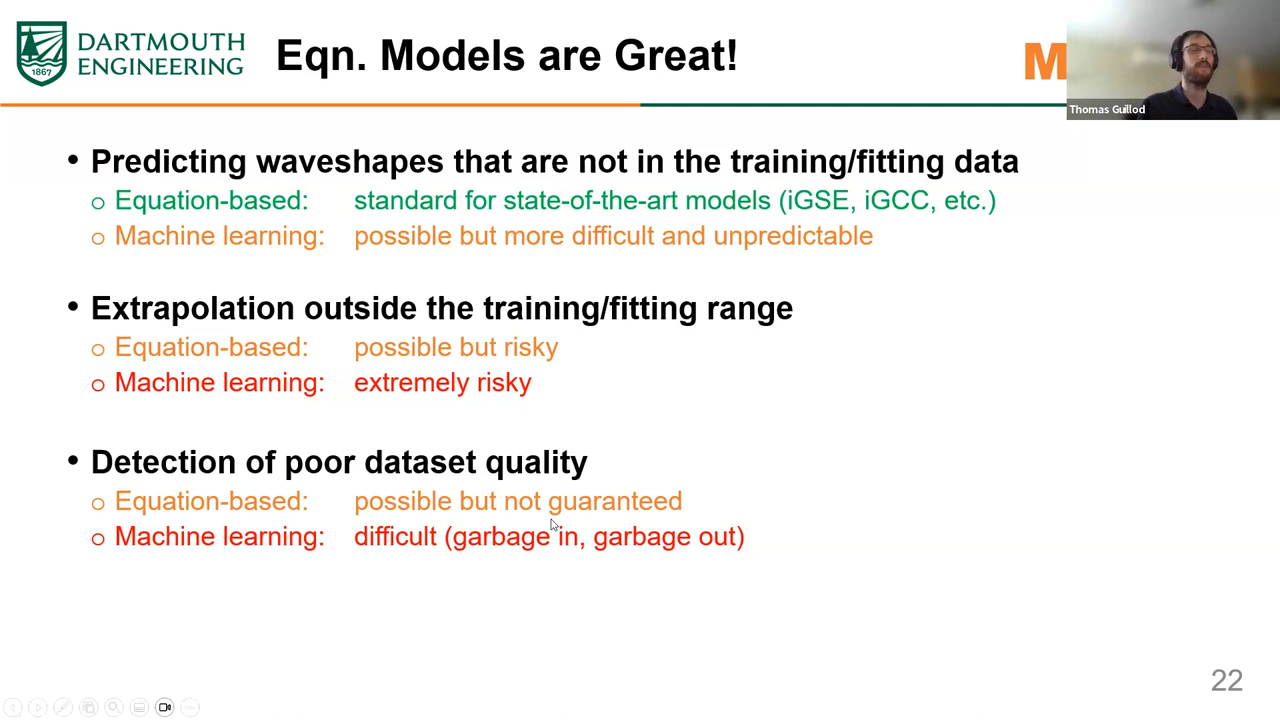 DARTMOUTH
ENGINEERING
1867
Eqn. Models are Great!
M
Thomas Guillod
• Predicting waveshapes that are not in the training/fitting data
o Equation-based: standard for state-of-the-art models (iGSE, iGCC, etc.)
o Machine learning: possible but more difficult and unpredictable
• Extrapolation outside the training/fitting range
o Equation-based: possible but risky
o Machine learning: extremely risky
• Detection of poor dataset quality
o Equation-based: possible but not guaranteed
o Machine learning: difficult (garbage in, garbage out)
22